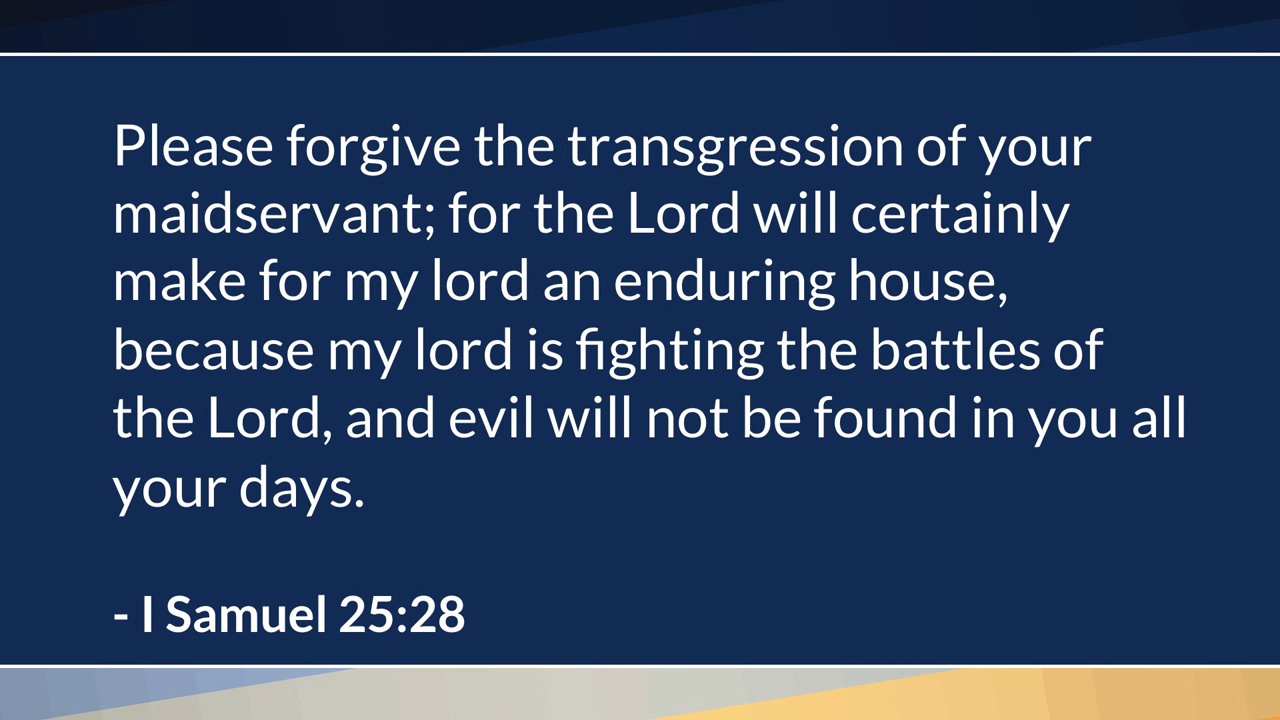 Please forgive the transgression of your
maidservant; for the Lord will certainly
make for my lord an enduring house,
because my lord is fighting the battles of
the Lord, and evil will not be found in you all
your days.
- I Samuel 25:28